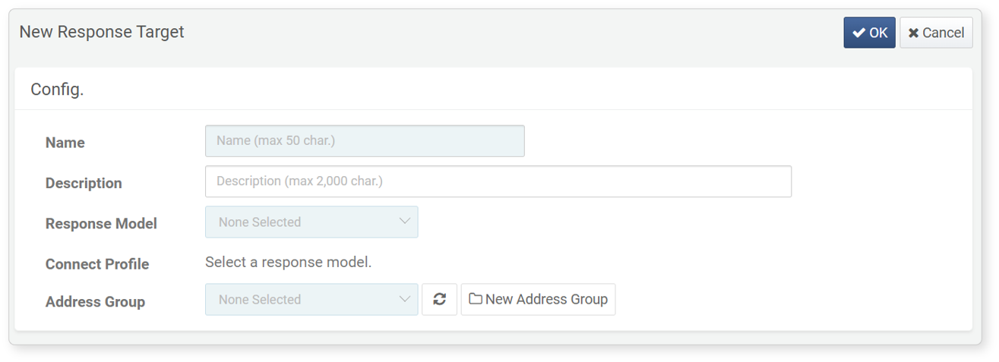 New Response Target
OK
Cancel
Config.
Name
Name (max 50 char.)
Description
Description (max 2,000 char.)
Response Model
None Selected
Connect Profile
Select a response model.
Address Group
None Selected
New Address Group